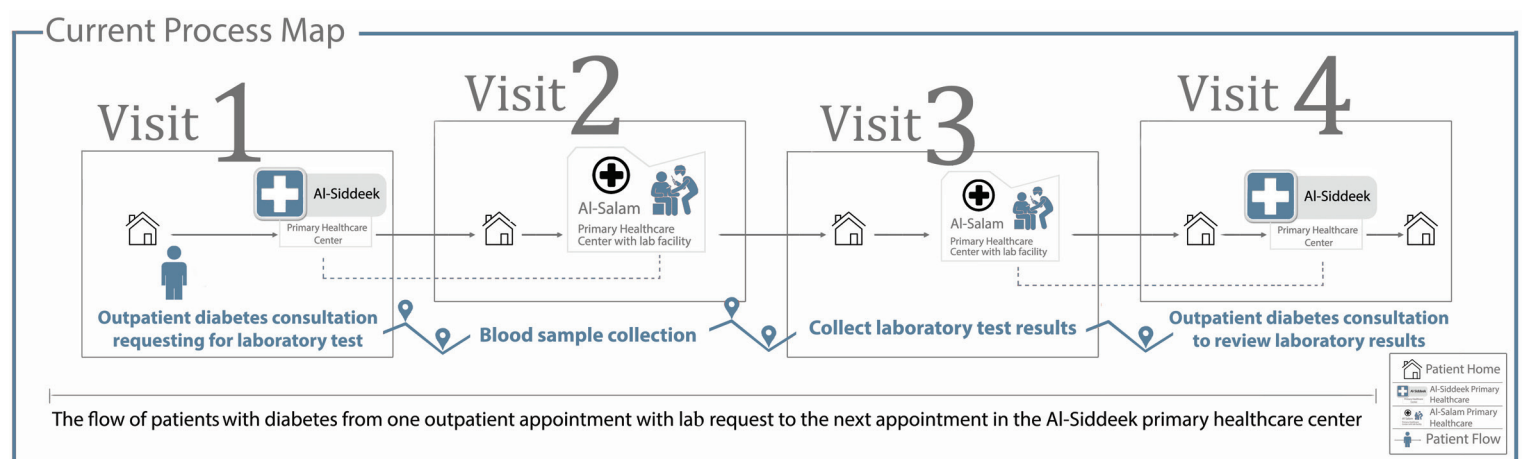 Current Process Map
Visit 1
Visit 2
Visit 3
Visit 4
Al-Siddeek
Primary Healthcare
Center
Al-Salam
Primary Healthcare
Center with lab facility
Al-Salam
Primary Healthcare
Center with lab facility
Al-Siddeek
Primary Healthcare
Center
Outpatient diabetes consultation
requesting for laboratory test
Blood sample collection
Collect laboratory test results
Outpatient diabetes consultation
to review laboratory results
Patient Home
Al-Siddeek Primary
Healthcare
Al-Salam Primary
Healthcare
Patient Flow
The flow of patients with diabetes from one outpatient appointment with lab request to the next appointment in the Al-Siddeek primary healthcare center